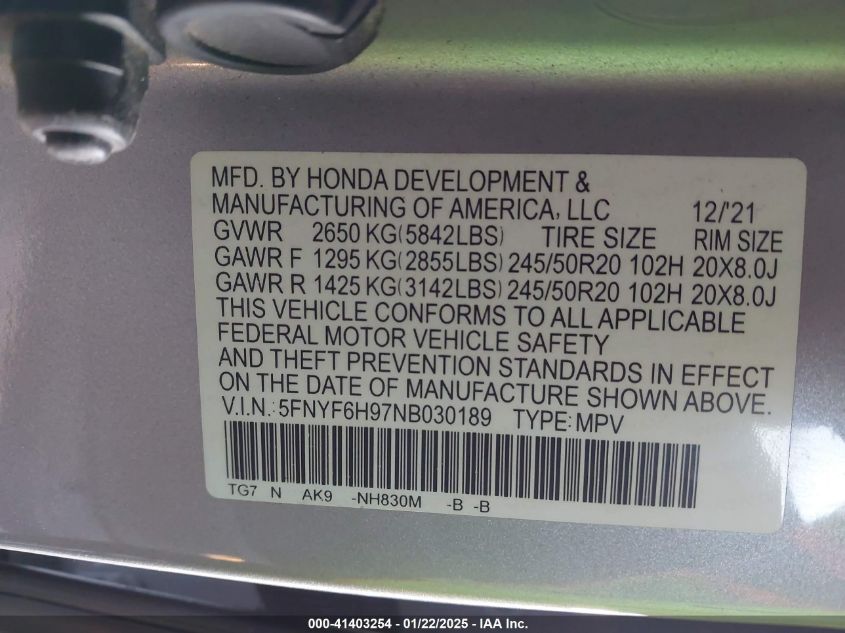 MFD. BY HONDA DEVELOPMENT &
MANUFACTURING OF AMERICA, LLC 12/'21
GVWR 2650 KG(5842LBS) TIRE SIZE RIM SIZE
GAWR F 1295 KG(2855LBS) 245/50R20 102H 20X8.0J
GAWR R 1425 KG(3142LBS) 245/50R20 102H 20X8.0J
THIS VEHICLE CONFORMS TO ALL APPLICABLE
FEDERAL MOTOR VEHICLE SAFETY
AND THEFT PREVENTION STANDARDS IN EFFECT
ON THE DATE OF MANUFACTURE SHOWN ABOVE.
V.I.N.: 5FNYF6H97NB030189 TYPE: MPV
TG7 N AK9 -NH830M -B -B
000-41403254 - 01/22/2025 - IAA Inc.